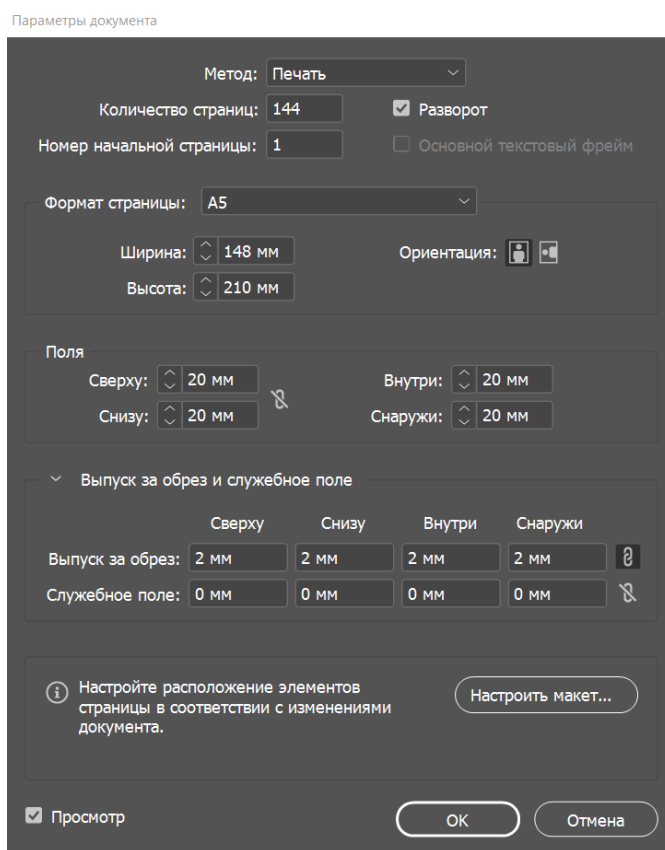 Параметры документа
Метод: Печать
Количество страниц: 144 Разворот
Номер начальной страницы: 1 Основной текстовый фрейм
Формат страницы: A5
Ширина: 148 мм Ориентация:
Высота: 210 мм
Поля
Сверху: 20 мм Внутри: 20 мм
Снизу: 20 мм Снаружи: 20 мм
Выпуск за обрез и служебное поле
Сверху Снизу Внутри Снаружи
Выпуск за обрез: 2 мм 2 мм 2 мм 2 мм
Служебное поле: 0 мм 0 мм 0 мм 0 мм
Настройте расположение элементов
страницы в соответствии с изменениями
документа.
Настроить макет...
Просмотр ОК Отмена